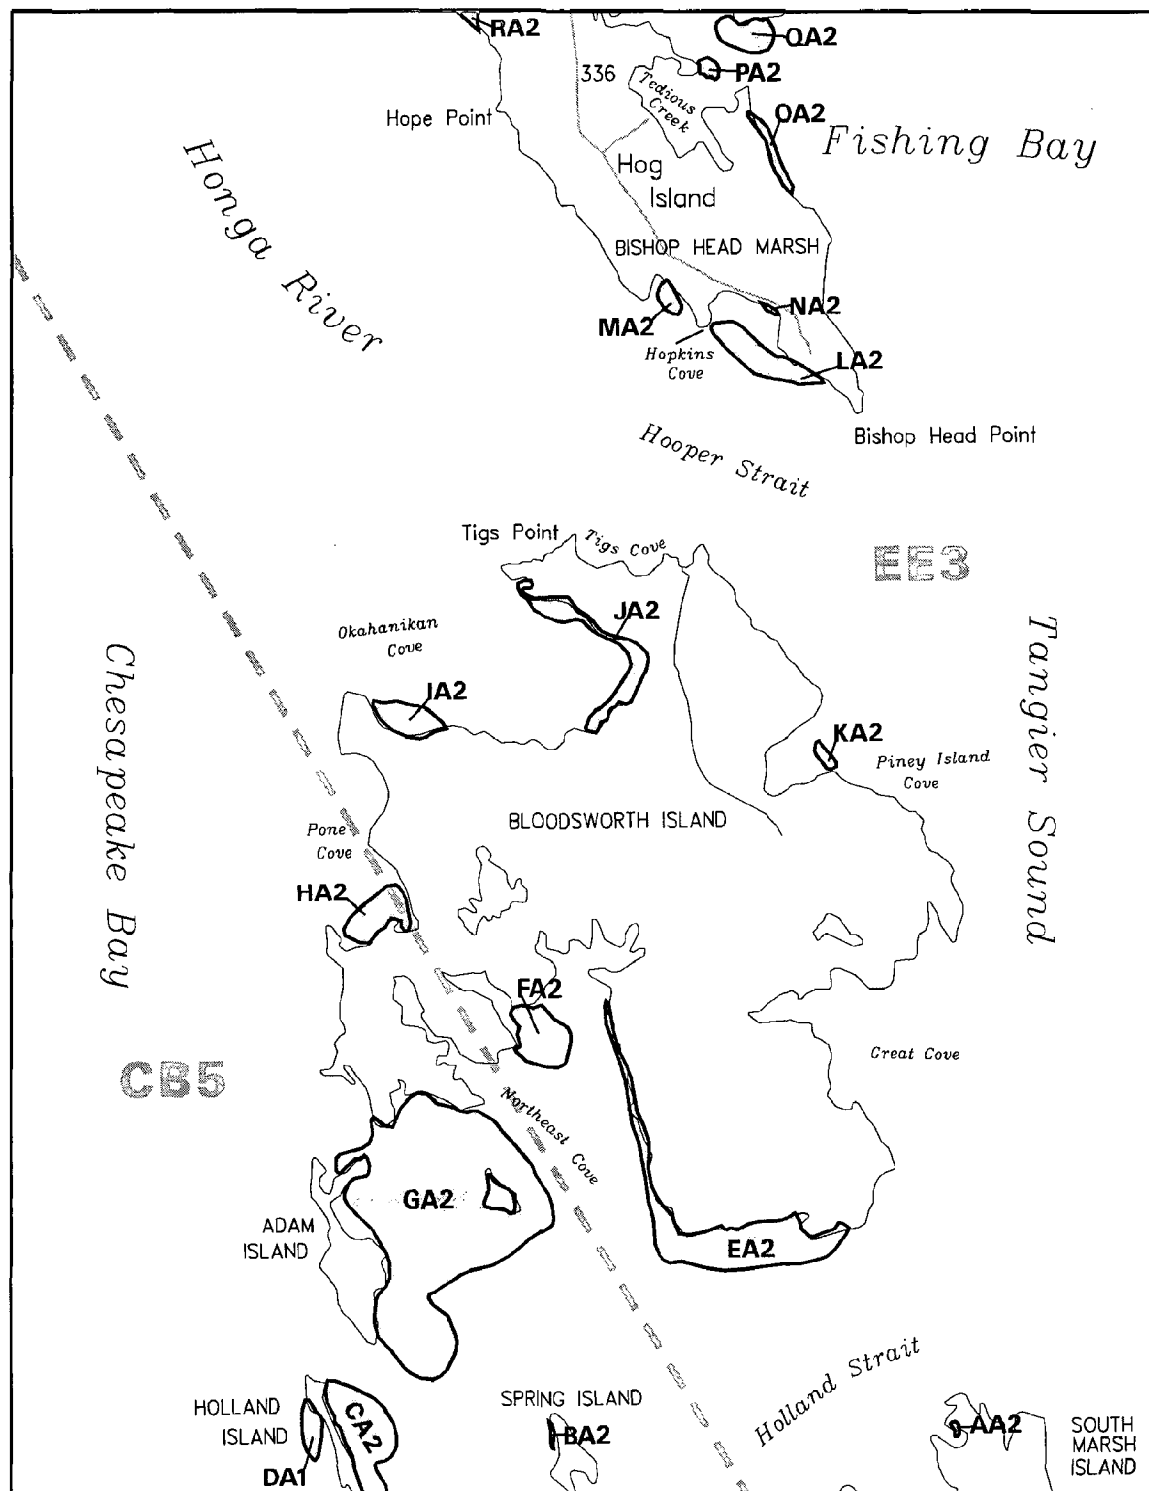 RA2
QA2
336
PA2
Tedious
Creek
Hope Point
OA2
Fishing Bay
Honga River
Hog
Island
BISHOP HEAD MARSH
MA2
NA2
Hopkins
Cove
LA2
Bishop Head Point
Hooper Strait
Tigs Point
Tigs Cove
EE3
JA2
Okahanikan
Cove
Chesapeake Bay
Tangier Sound
IA2
KA2
Piney Island
Cove
BLOODSWORTH ISLAND
Pone
Cove
HA2
FA2
Great Cove
CB5
Northeast Cove
GA2
ADAM
ISLAND
EA2
Holland Strait
HOLLAND
ISLAND
CA2
SPRING ISLAND
BA2
AA2
SOUTH
MARSH
ISLAND
DA1